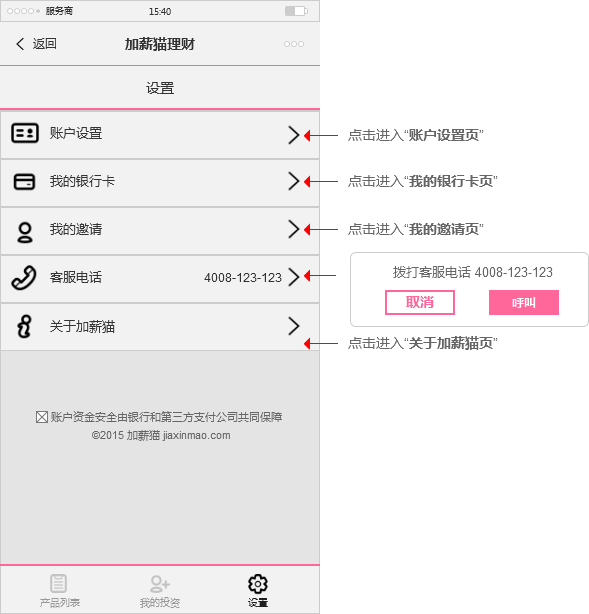 服务商 15:40
返回 加薪猫理财
设置
账户设置
点击进入“账户设置页”
我的银行卡
点击进入“我的银行卡页”
我的邀请
点击进入“我的邀请页”
客服电话 4008-123-123
拨打客服电话 4008-123-123
取消 呼叫
关于加薪猫
点击进入“关于加薪猫页”
账户资金安全由银行和第三方支付公司共同保障
©2015 加薪猫 jiaxinmao.com
产品列表 我的投资 设置